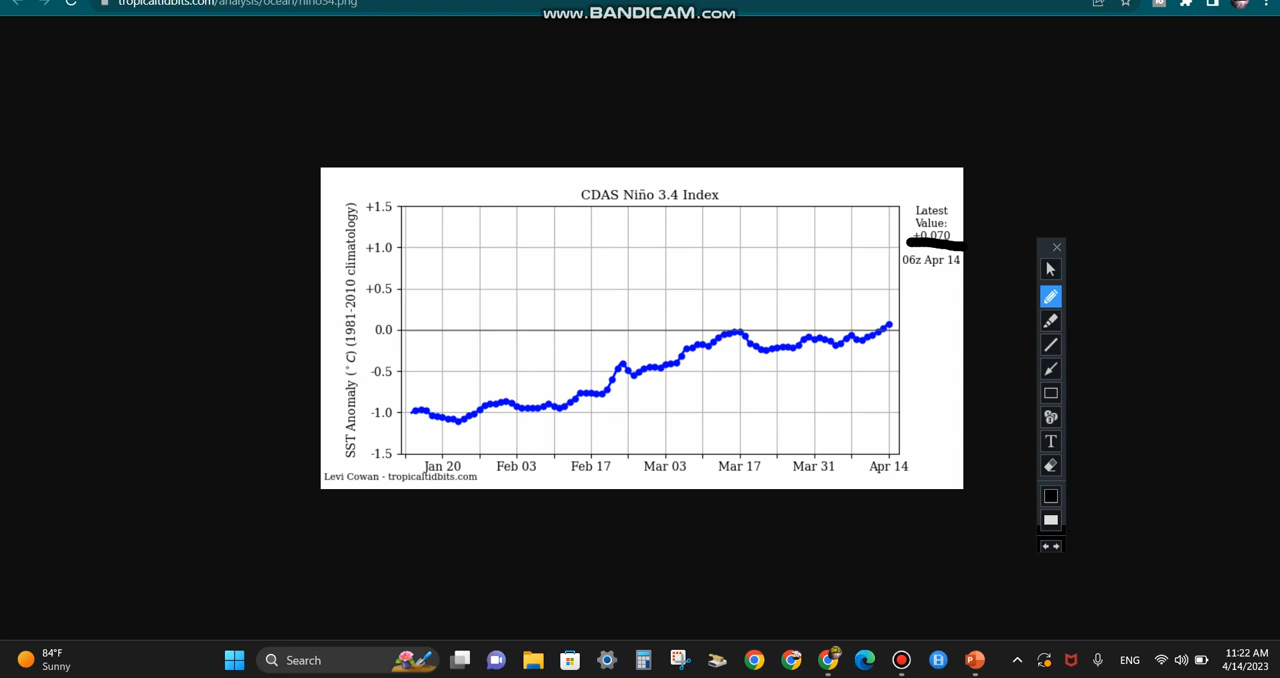 tropicaltidbits.com/analysis/ocean/nino34.png
WWW.BANDICAM.COM
CDAS Niño 3.4 Index
SST Anomaly (°C) (1981-2010 climatology)
+1.5
+1.0
+0.5
0.0
-0.5
-1.0
-1.5
Jan 20 Feb 03 Feb 17 Mar 03 Mar 17 Mar 31 Apr 14
Levi Cowan - tropicaltidbits.com
Latest
Value:
+0.070
06z Apr 14
T
84°F
Sunny
Search
ENG
11:22 AM
4/14/2023